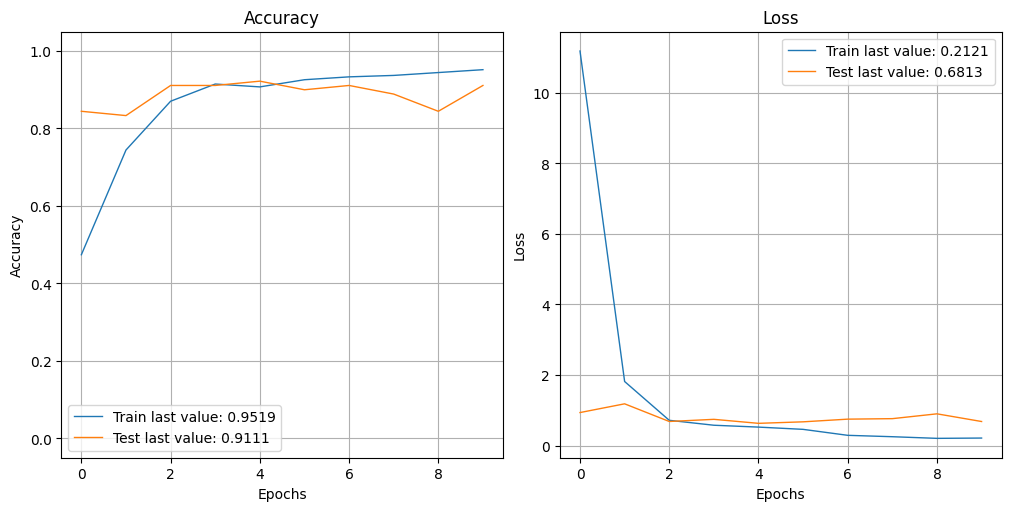 Accuracy
1.0
0.8
0.6
0.4
0.2
0.0
Accuracy
Train last value: 0.9519
Test last value: 0.9111
0 2 4 6 8
Epochs
Loss
10
8
6
4
2
0
Loss
Train last value: 0.2121
Test last value: 0.6813
0 2 4 6 8
Epochs